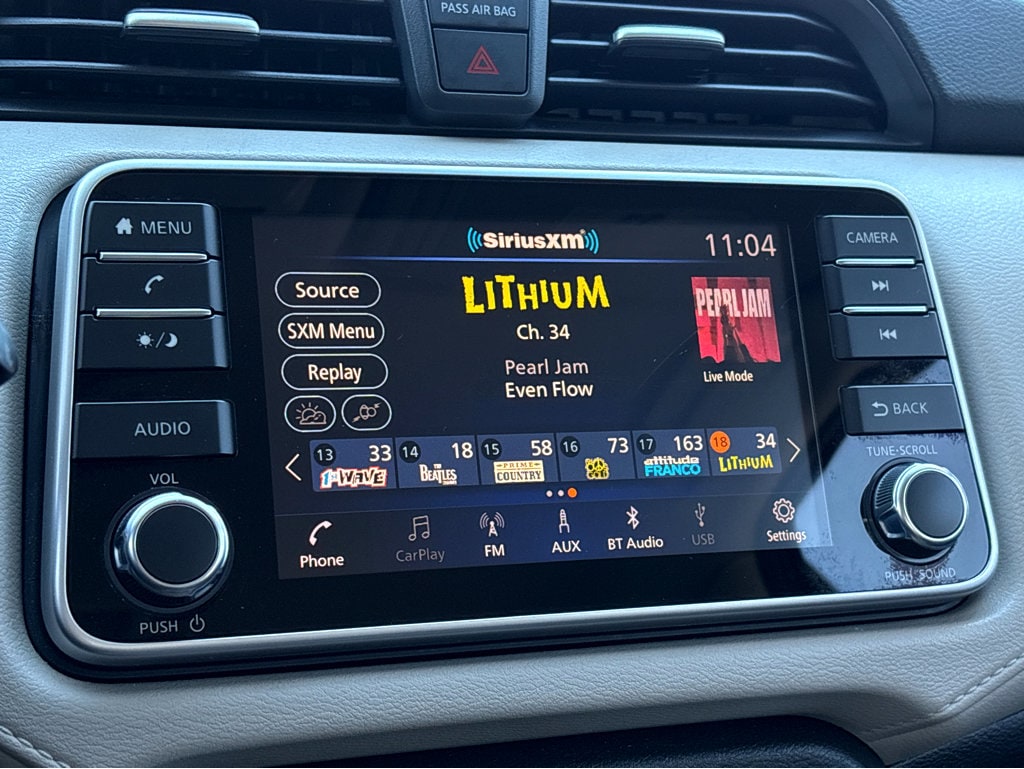 PASS AIR BAG
MENU
AUDIO
VOL
PUSH
SiriusXM
11:04
Source
SXM Menu
Replay
LITHIUM
Ch. 34
Pearl Jam
Even Flow
PEARL JAM
Live Mode
13 33
1st WAVE
14 18
THE BEATLES
15 58
PRIME COUNTRY
16 73
17 163
attitude FRANCO
18 34
LITHIUM
Phone
CarPlay
FM
AUX
BT Audio
USB
Settings
CAMERA
BACK
TUNE-SCROLL
PUSH SOUND